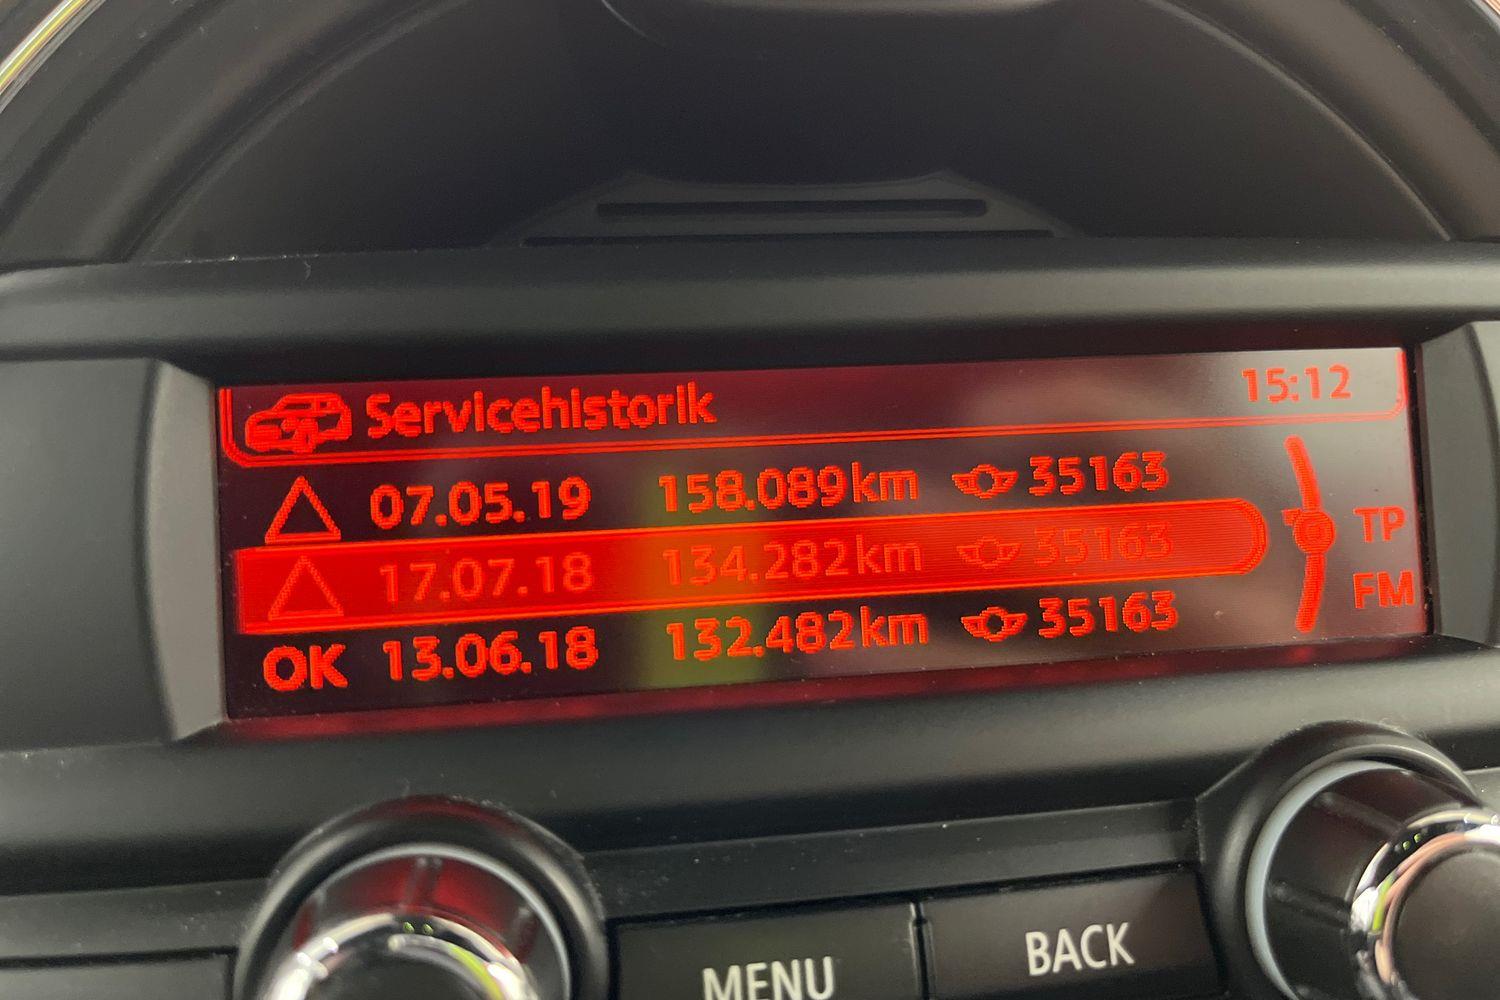 Servicehistorik 15:12
07.05.19 158.089km 35163
17.07.18 134.282km 35163
OK 13.06.18 132.482km 35163
TP
FM
MENU BACK